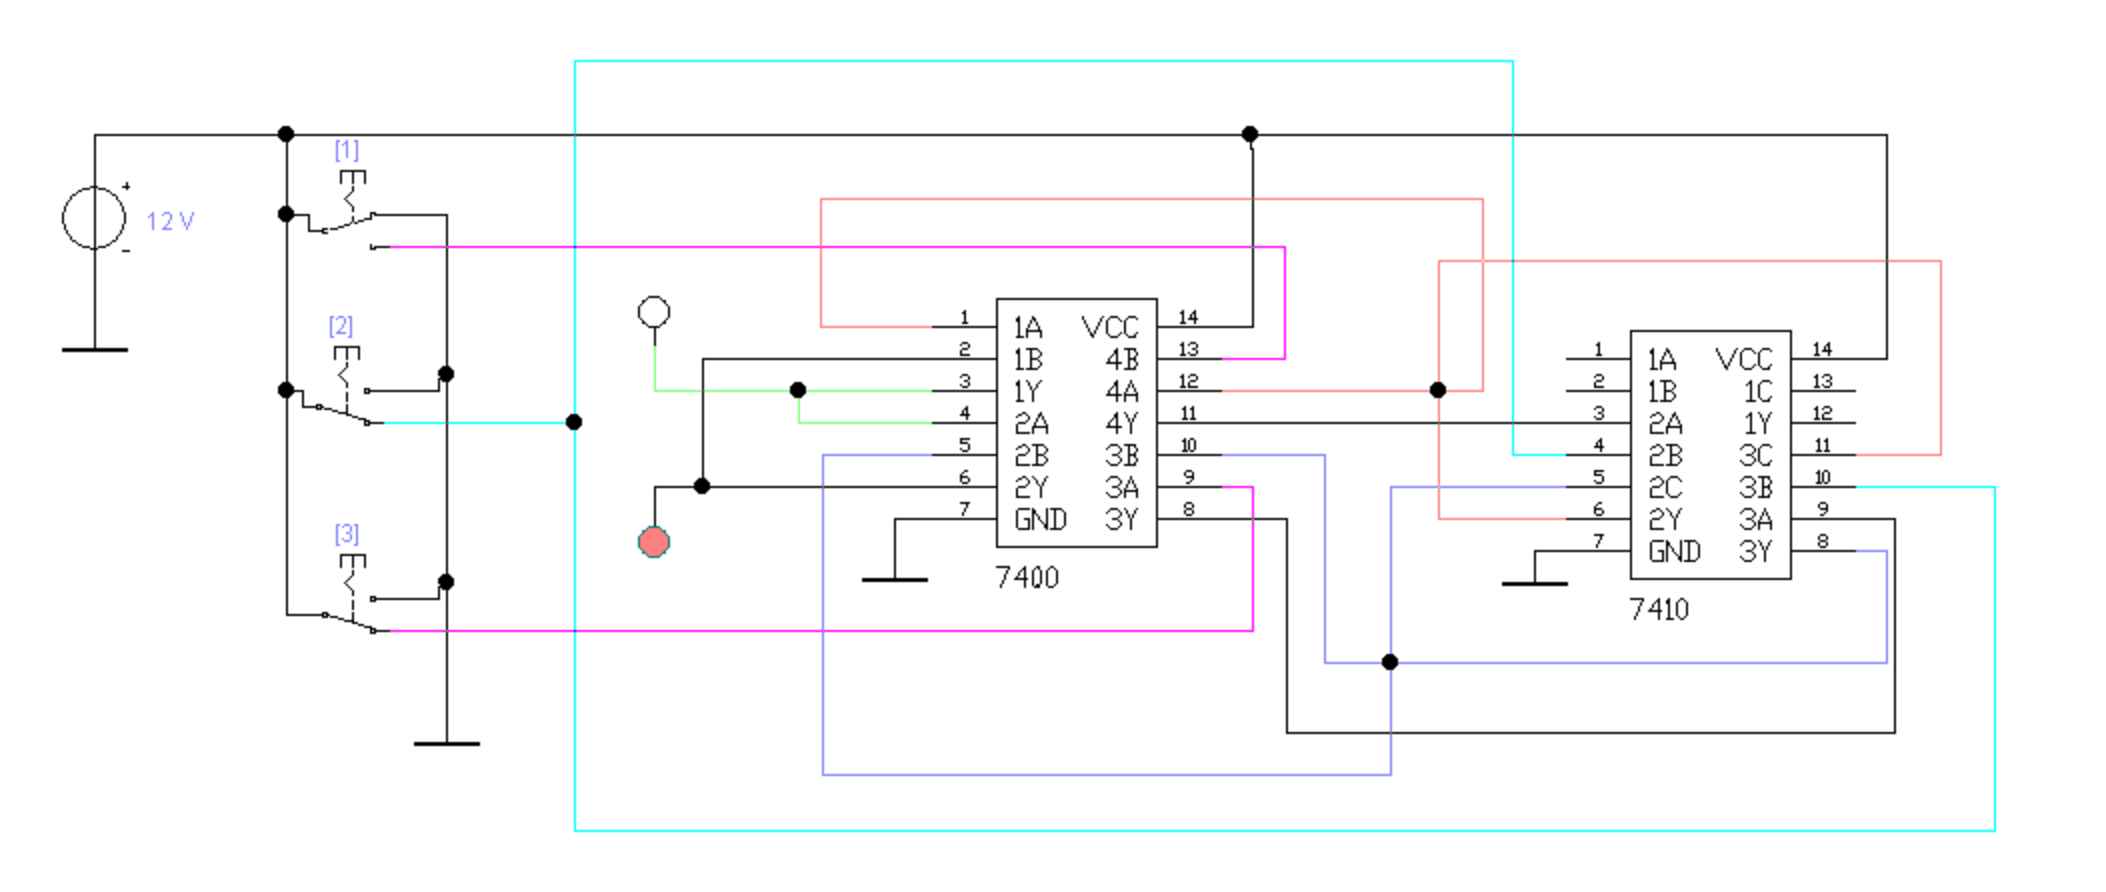 [1]
+
12 V
-
[2]
[3]
1 1A VCC 14
2 1B 4B 13
3 1Y 4A 12
4 2A 4Y 11
5 2B 3B 10
6 2Y 3A 9
7 GND 3Y 8
7400
1 1A VCC 14
2 1B 1C 13
3 2A 1Y 12
4 2B 3C 11
5 2C 3B 10
6 2Y 3A 9
7 GND 3Y 8
7410